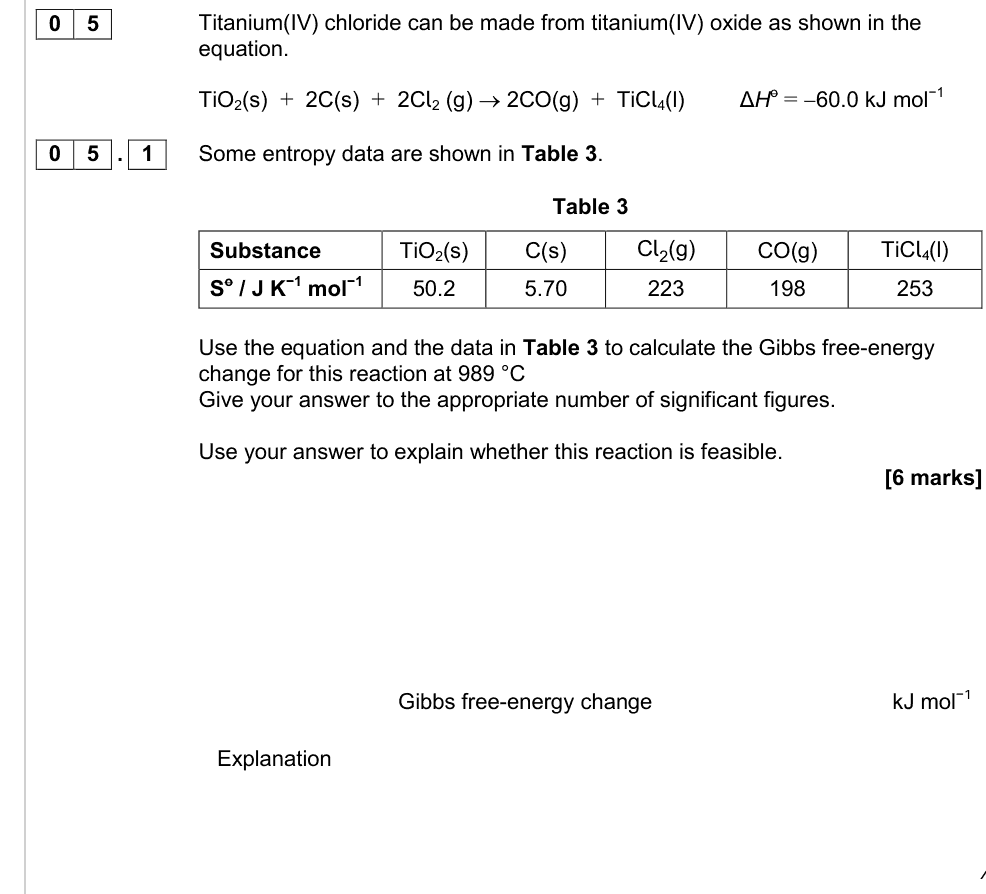 0 5 Titanium(IV) chloride can be made from titanium(IV) oxide as shown in the
equation.
TiO₂(s) + 2C(s) + 2Cl₂ (g) → 2CO(g) + TiCl₄(l) ΔH⦵ = –60.0 kJ mol⁻¹
0 5 . 1 Some entropy data are shown in Table 3.
Table 3
Substance TiO₂(s) C(s) Cl₂(g) CO(g) TiCl₄(l)
S⦵ / J K⁻¹ mol⁻¹ 50.2 5.70 223 198 253
Use the equation and the data in Table 3 to calculate the Gibbs free-energy
change for this reaction at 989 °C
Give your answer to the appropriate number of significant figures.
Use your answer to explain whether this reaction is feasible.
[6 marks]
Gibbs free-energy change kJ mol⁻¹
Explanation